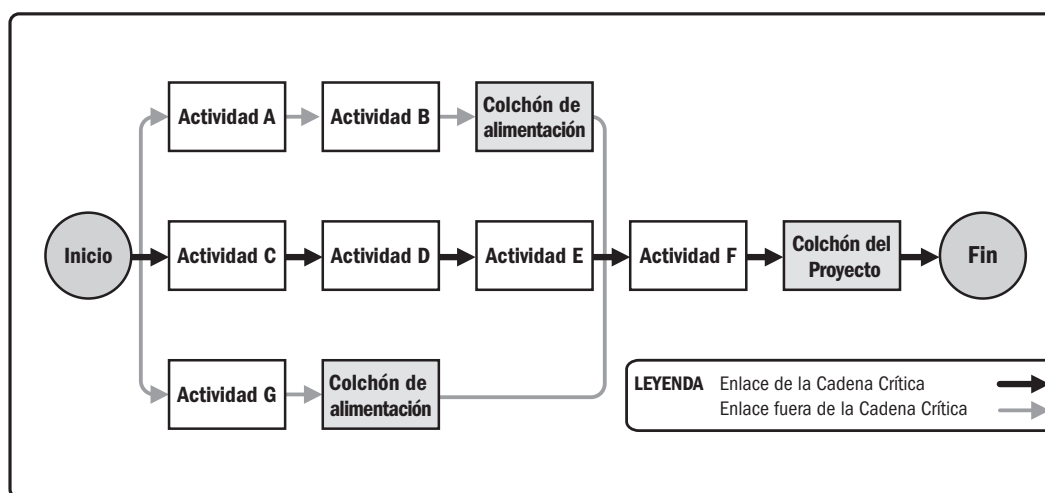 Actividad A
Actividad B
Colchón de
alimentación
Inicio
Actividad C
Actividad D
Actividad E
Actividad F
Colchón del
Proyecto
Fin
Actividad G
Colchón de
alimentación
LEYENDA Enlace de la Cadena Crítica
Enlace fuera de la Cadena Crítica